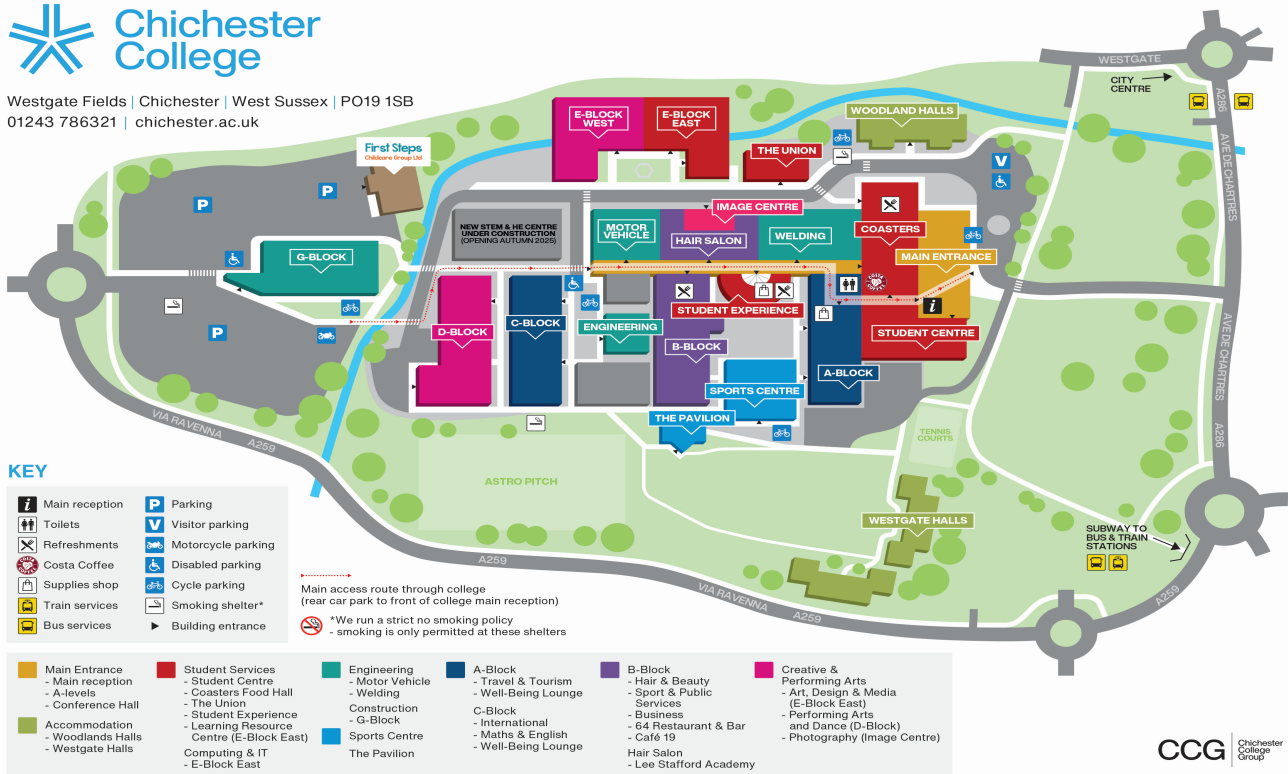 Chichester
College
Westgate Fields | Chichester | West Sussex | PO19 1SB
01243 786321 | chichester.ac.uk
WESTGATE
CITY
CENTRE
A286
AVE DE CHARTRES
AVE DE CHARTRES
A286
First Steps
Childcare Group Ltd
E-BLOCK
WEST
E-BLOCK
EAST
THE UNION
WOODLAND HALLS
P
P
V
NEW STEM & HE CENTRE
UNDER CONSTRUCTION
(OPENING AUTUMN 2025)
MOTOR
VEHICLE
IMAGE CENTRE
HAIR SALON
WELDING
COASTERS
MAIN ENTRANCE
G-BLOCK
COSTA
COFFEE
i
STUDENT EXPERIENCE
STUDENT CENTRE
P
D-BLOCK
C-BLOCK
ENGINEERING
B-BLOCK
A-BLOCK
SPORTS CENTRE
THE PAVILION
TENNIS
COURTS
VIA RAVENNA
A259
ASTRO PITCH
WESTGATE HALLS
SUBWAY TO
BUS & TRAIN
STATIONS
A259
VIA RAVENNA
A259
A259
KEY
i Main reception
Toilets
Refreshments
Costa Coffee
Supplies shop
Train services
Bus services
P Parking
V Visitor parking
Motorcycle parking
Disabled parking
Cycle parking
Smoking shelter*
Building entrance
Main access route through college
(rear car park to front of college main reception)
*We run a strict no smoking policy
- smoking is only permitted at these shelters
Main Entrance
- Main reception
- A-levels
- Conference Hall
Accommodation
- Woodlands Halls
- Westgate Halls
Student Services
- Student Centre
- Coasters Food Hall
- The Union
- Student Experience
- Learning Resource
Centre (E-Block East)
Computing & IT
- E-Block East
Engineering
- Motor Vehicle
- Welding
Construction
- G-Block
Sports Centre
The Pavilion
A-Block
- Travel & Tourism
- Well-Being Lounge
C-Block
- International
- Maths & English
- Well-Being Lounge
B-Block
- Hair & Beauty
- Sport & Public
Services
- Business
- 64 Restaurant & Bar
- Café 19
Hair Salon
- Lee Stafford Academy
Creative &
Performing Arts
- Art, Design & Media
(E-Block East)
- Performing Arts
and Dance (D-Block)
- Photography (Image Centre)
CCG
Chichester
College
Group